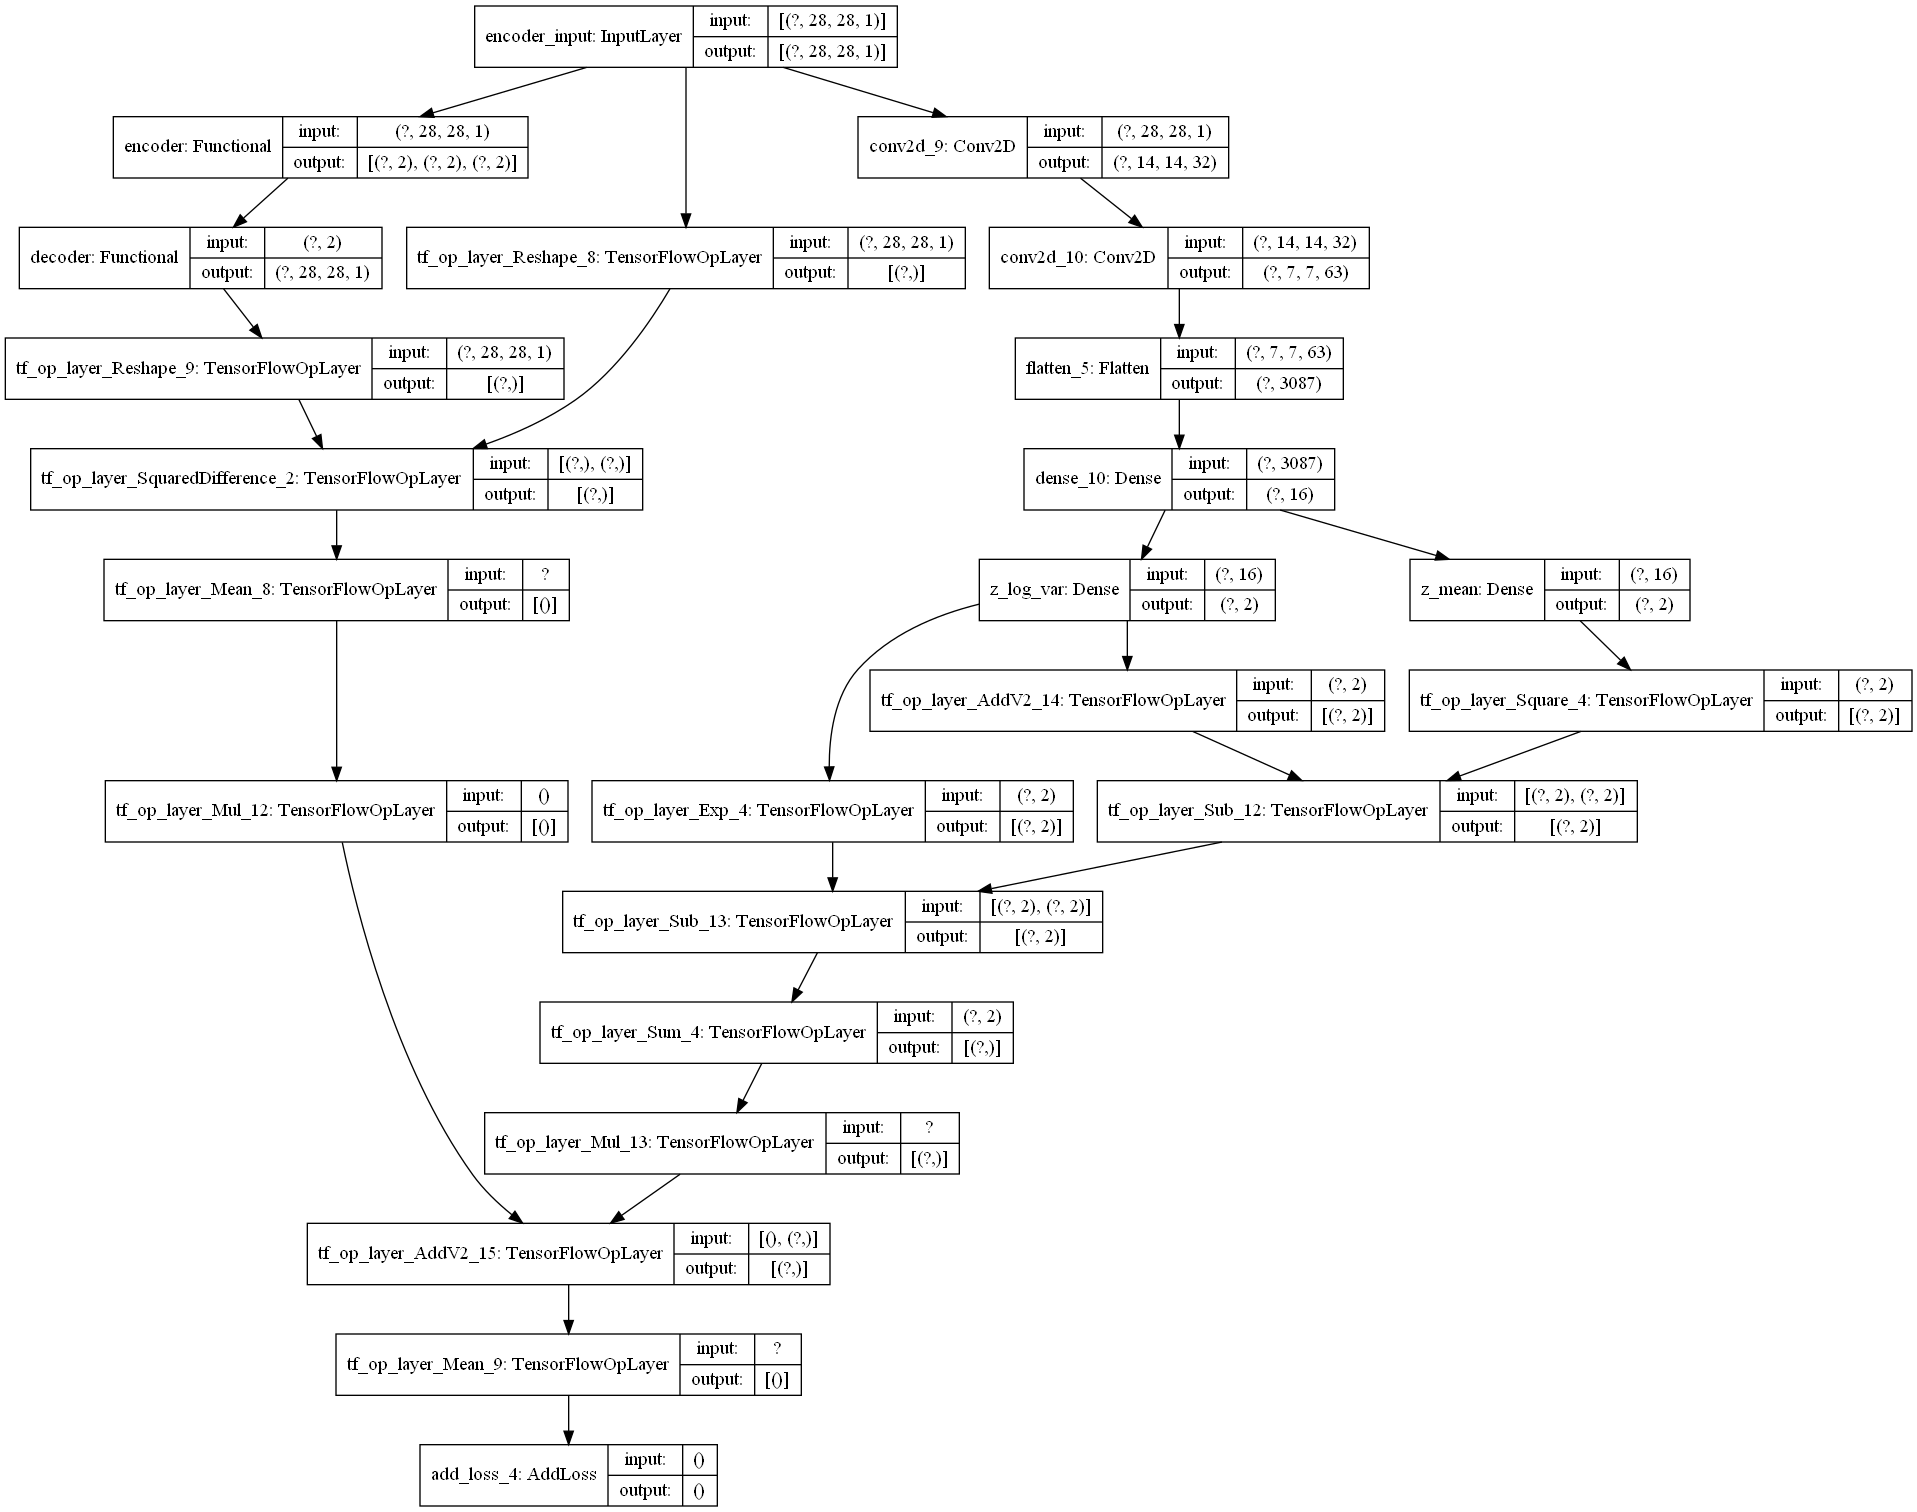 encoder_input: InputLayer
input: [(?, 28, 28, 1)]
output: [(?, 28, 28, 1)]
encoder: Functional
input: (?, 28, 28, 1)
output: [(?, 2), (?, 2), (?, 2)]
conv2d_9: Conv2D
input: (?, 28, 28, 1)
output: (?, 14, 14, 32)
decoder: Functional
input: (?, 2)
output: (?, 28, 28, 1)
tf_op_layer_Reshape_8: TensorFlowOpLayer
input: (?, 28, 28, 1)
output: [(?,)]
conv2d_10: Conv2D
input: (?, 14, 14, 32)
output: (?, 7, 7, 63)
tf_op_layer_Reshape_9: TensorFlowOpLayer
input: (?, 28, 28, 1)
output: [(?,)]
flatten_5: Flatten
input: (?, 7, 7, 63)
output: (?, 3087)
tf_op_layer_SquaredDifference_2: TensorFlowOpLayer
input: [(?,), (?,)]
output: [(?,)]
dense_10: Dense
input: (?, 3087)
output: (?, 16)
tf_op_layer_Mean_8: TensorFlowOpLayer
input: ?
output: [()]
z_log_var: Dense
input: (?, 16)
output: (?, 2)
z_mean: Dense
input: (?, 16)
output: (?, 2)
tf_op_layer_AddV2_14: TensorFlowOpLayer
input: (?, 2)
output: [(?, 2)]
tf_op_layer_Square_4: TensorFlowOpLayer
input: (?, 2)
output: [(?, 2)]
tf_op_layer_Mul_12: TensorFlowOpLayer
input: ()
output: [()]
tf_op_layer_Exp_4: TensorFlowOpLayer
input: (?, 2)
output: [(?, 2)]
tf_op_layer_Sub_12: TensorFlowOpLayer
input: [(?, 2), (?, 2)]
output: [(?, 2)]
tf_op_layer_Sub_13: TensorFlowOpLayer
input: [(?, 2), (?, 2)]
output: [(?, 2)]
tf_op_layer_Sum_4: TensorFlowOpLayer
input: (?, 2)
output: [(?,)]
tf_op_layer_Mul_13: TensorFlowOpLayer
input: ?
output: [(?,)]
tf_op_layer_AddV2_15: TensorFlowOpLayer
input: [(), (?,)]
output: [(?,)]
tf_op_layer_Mean_9: TensorFlowOpLayer
input: ?
output: [()]
add_loss_4: AddLoss
input: ()
output: ()